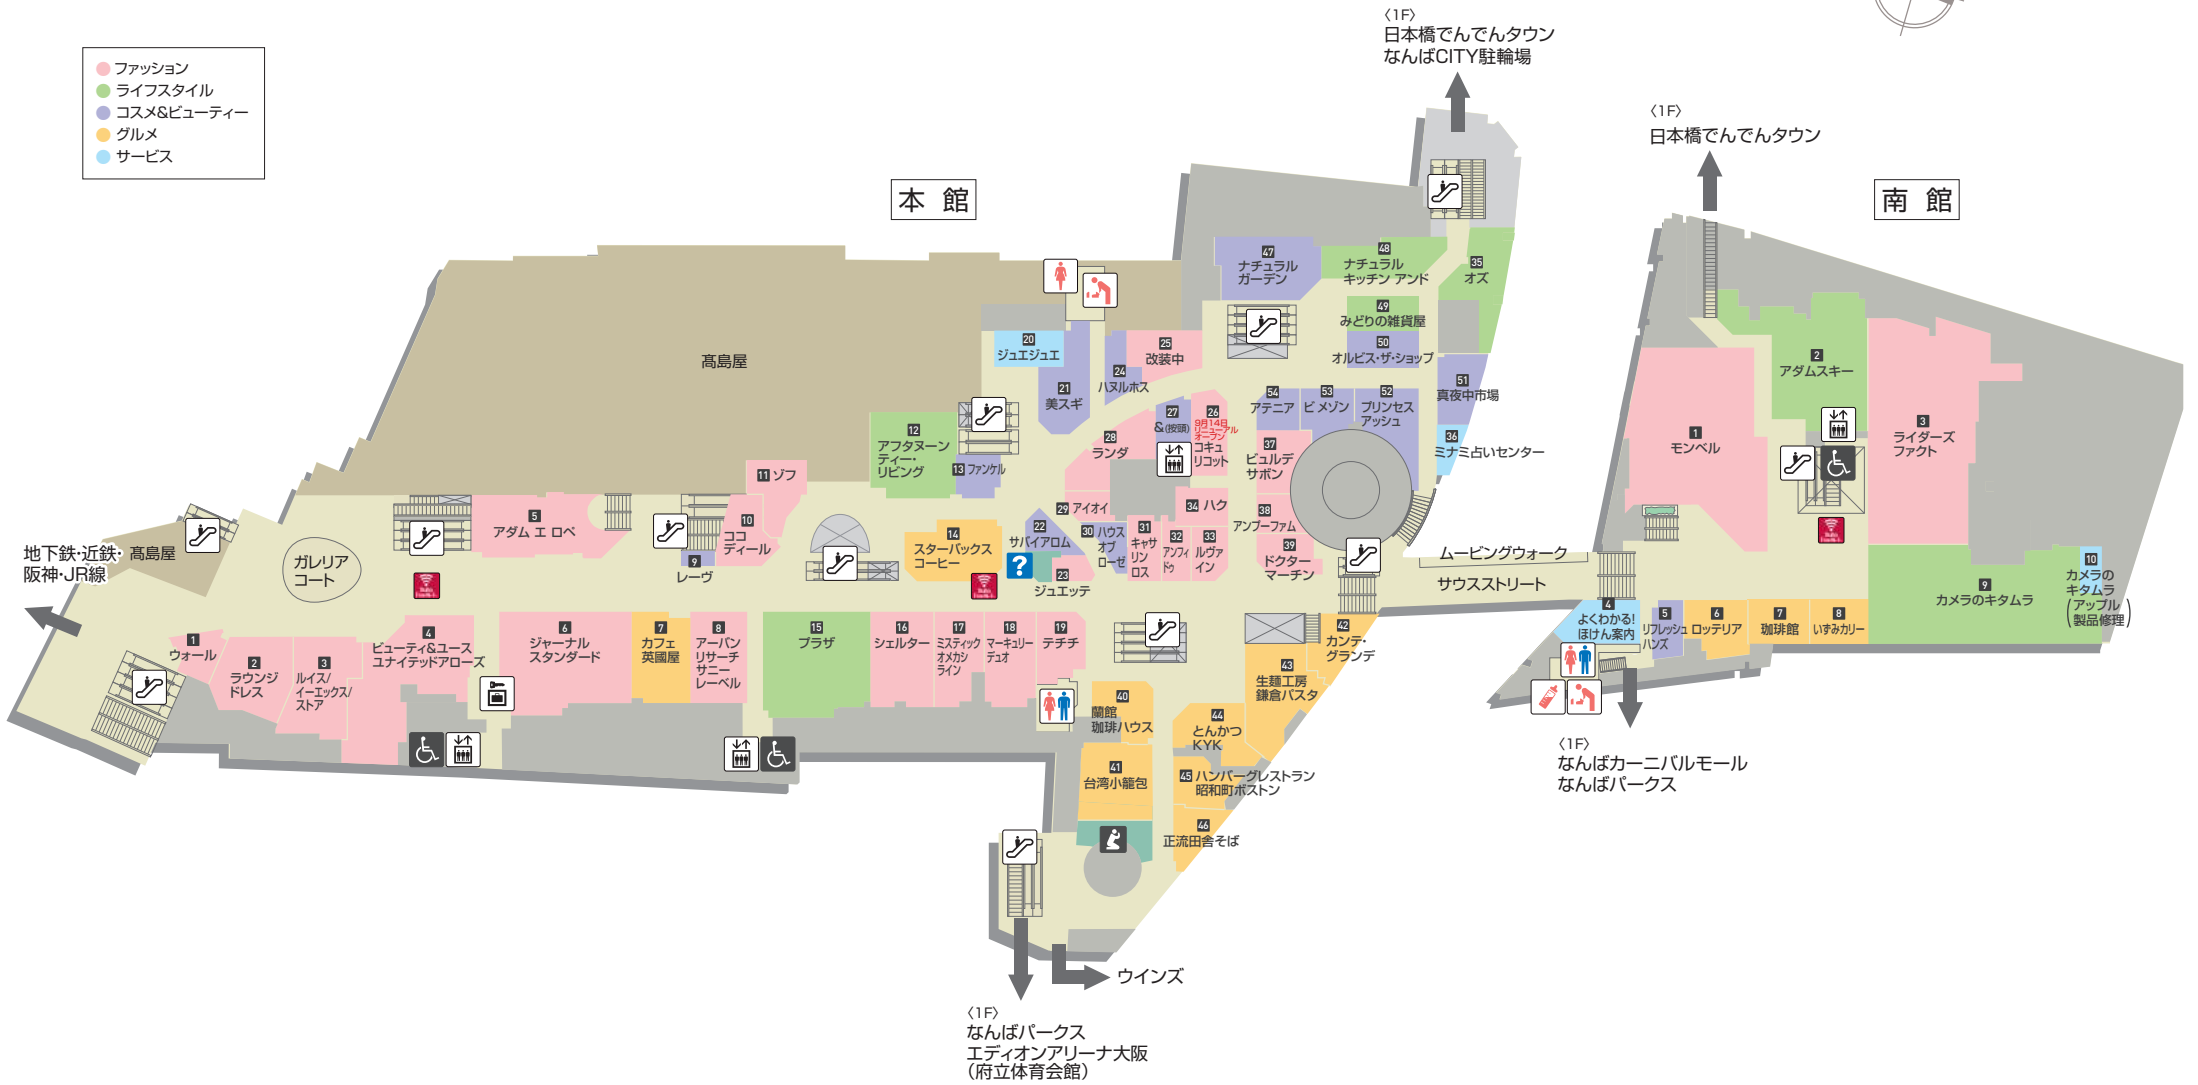 ファッション
ライフスタイル
コスメ&ビューティー
グルメ
サービス
〈1F〉
日本橋でんでんタウン
なんばCITY駐輪場
〈1F〉
日本橋でんでんタウン
本 館
南 館
髙島屋
地下鉄・近鉄・
阪神・JR線
髙島屋
ガレリア
コート
1
ウォール
2
ラウンジ
ドレス
3
ルイス/
イーエックス/
ストア
4
ビューティ&ユース
ユナイテッドアローズ
5
アダム エ ロペ
6
ジャーナル
スタンダード
7
カフェ
英國屋
8
アーバン
リサーチ
サニー
レーベル
9
レーヴ
10
ココ
ディール
11 ゾフ
12
アフタヌーン
ティー・
リビング
13 ファンケル
14
スターバックス
コーヒー
15
プラザ
16
シェルター
17
ミスティック
オメカシ
ライン
18
マーキュリー
デュオ
19
テチチ
20
ジュエジュエ
21
美スギ
22
サバイアロム
?
23
ジュエッテ
24
ハヌルホス
25
改装中
26
9月14日
リニューアル
オープン
コキュ
リコット
27
&(按頭)
28
ランダ
29 アイオイ
30 ハウス
オブ
ローゼ
31
キャサ
リン
ロス
32
アンフィ
ドゥ
33
ルヴァ
イン
34 ハク
35
オズ
36
ミナミ占いセンター
37
ビュルデ
サボン
38
アンブーファム
39
ドクター
マーチン
40
蘭館
珈琲ハウス
41
台湾小籠包
42
カンテ・
グランデ
43
生麺工房
鎌倉パスタ
44
とんかつ
KYK
45 ハンバーグレストラン
昭和町ボストン
46
正流田舎そば
47
ナチュラル
ガーデン
48
ナチュラル
キッチン アンド
49
みどりの雑貨屋
50
オルビス・ザ・ショップ
51
真夜中市場
52
プリンセス
アッシュ
53
ビ メゾン
54
アテニア
ムービングウォーク
サウスストリート
1
モンベル
2
アダムスキー
3
ライダーズ
ファクト
4
よくわかる!
ほけん案内
5
リフレッシュ
ハンズ
6
ロッテリア
7
珈琲館
8
いずみカリー
9
カメラのキタムラ
10
カメラの
キタムラ
(アップル
製品修理)
〈1F〉
なんばカーニバルモール
なんばパークス
ウインズ
〈1F〉
なんばパークス
エディオンアリーナ大阪
(府立体育会館)